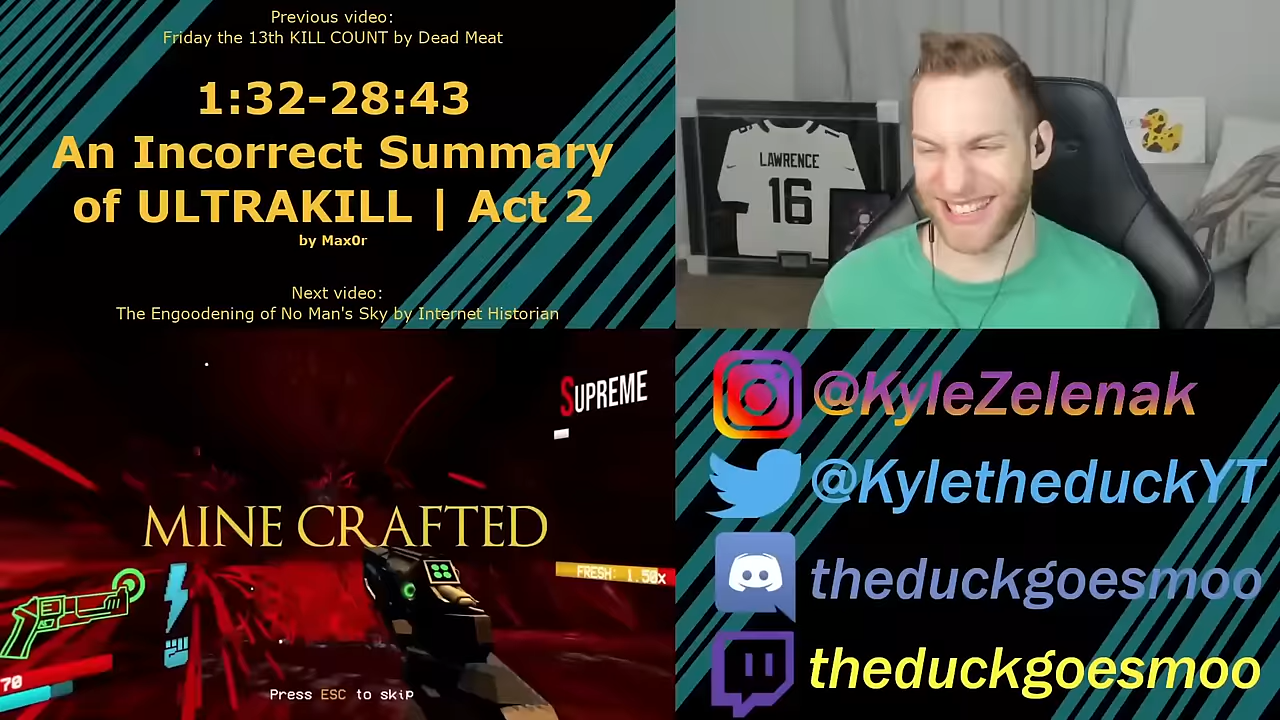 Previous video:
Friday the 13th KILL COUNT by Dead Meat
1:32-28:43
An Incorrect Summary
of ULTRAKILL | Act 2
by Max0r
Next video:
The Engoodening of No Man's Sky by Internet Historian
LAWRENCE
16
SUPREME
MINE CRAFTED
FRESH: 1.50x
70
Press ESC to skip
@KyleZelenak
@KyletheduckYT
theduckgoesmoo
theduckgoesmoo